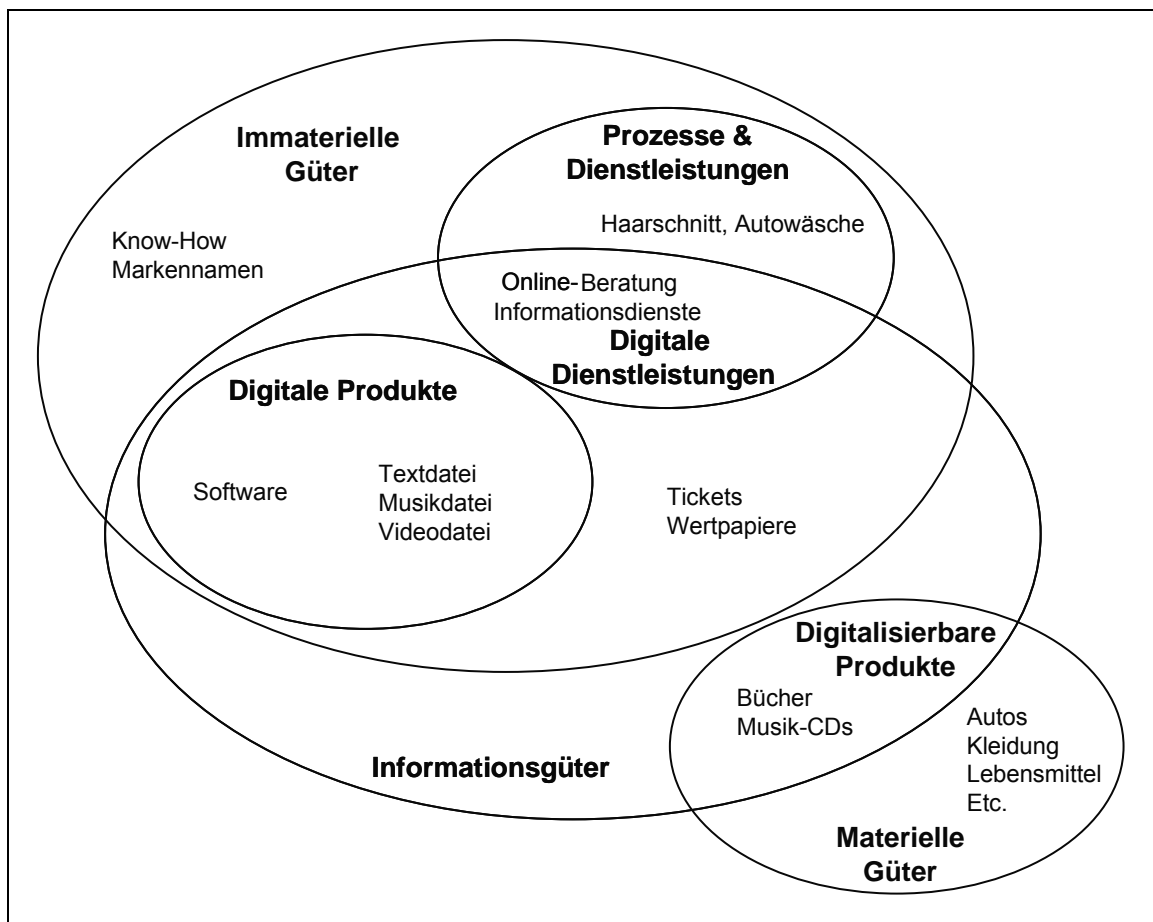 Immaterielle
Güter
Prozesse &
Dienstleistungen
Haarschnitt, Autowäsche
Know-How
Markennamen
Online-Beratung
Informationsdienste
Digitale
Dienstleistungen
Digitale Produkte
Software
Textdatei
Musikdatei
Videodatei
Tickets
Wertpapiere
Digitalisierbare
Produkte
Bücher
Musik-CDs
Autos
Kleidung
Lebensmittel
Etc.
Informationsgüter
Materielle
Güter